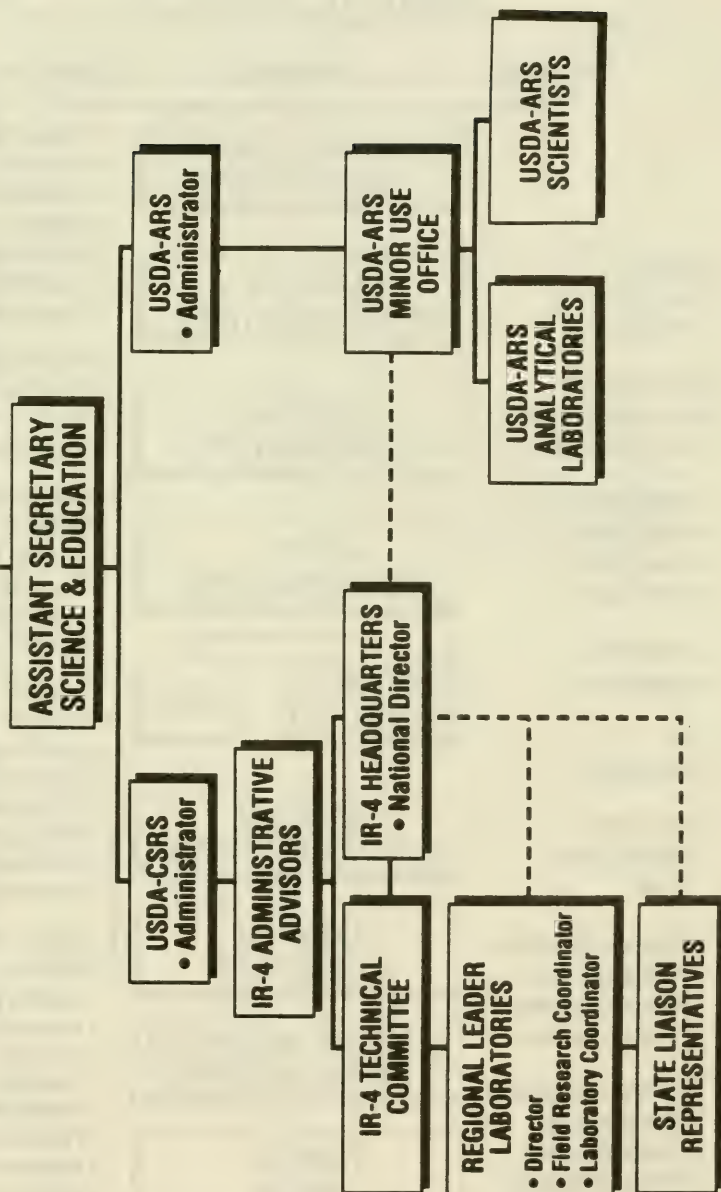 ASSISTANT SECRETARY
SCIENCE & EDUCATION
USDA-CSRS
• Administrator
USDA-ARS
• Administrator
IR-4 ADMINISTRATIVE
ADVISORS
IR-4 TECHNICAL
COMMITTEE
IR-4 HEADQUARTERS
• National Director
USDA-ARS
MINOR USE
OFFICE
REGIONAL LEADER
LABORATORIES
• Director
• Field Research Coordinator
• Laboratory Coordinator
USDA-ARS
ANALYTICAL
LABORATORIES
USDA-ARS
SCIENTISTS
STATE LIAISON
REPRESENTATIVES